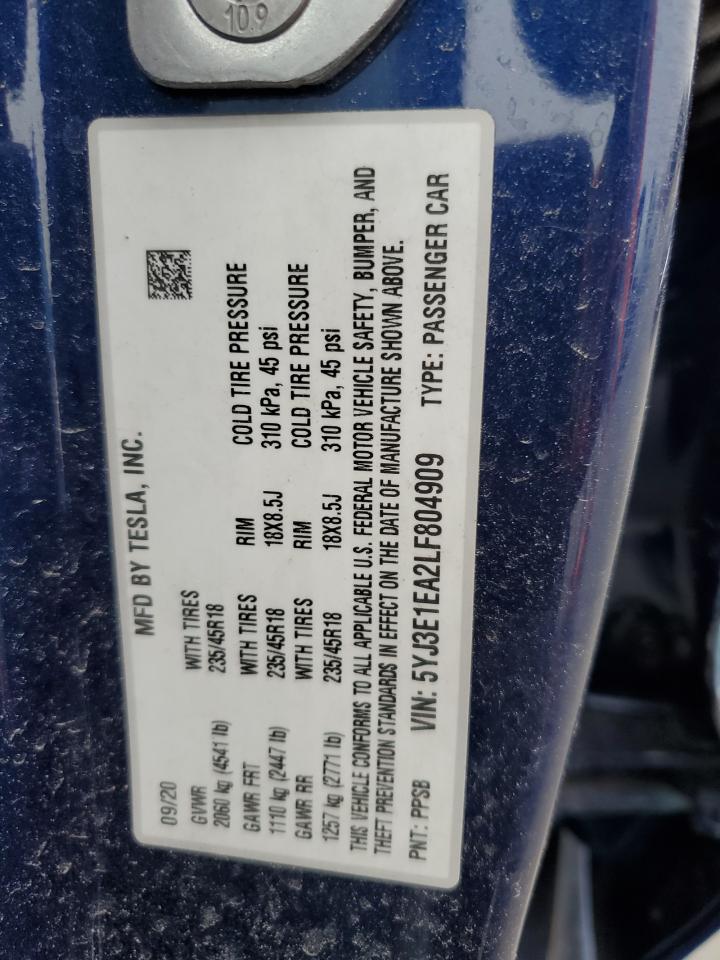 10.9
MFD BY TESLA, INC.
09/20
GVWR WITH TIRES
2060 kg (4541 lb) 235/45R18
GAWR FRT WITH TIRES RIM COLD TIRE PRESSURE
1110 kg (2447 lb) 235/45R18 18X8.5J 310 kPa, 45 psi
GAWR RR WITH TIRES RIM COLD TIRE PRESSURE
1257 kg (2771 lb) 235/45R18 18X8.5J 310 kPa, 45 psi
THIS VEHICLE CONFORMS TO ALL APPLICABLE U.S. FEDERAL MOTOR VEHICLE SAFETY, BUMPER, AND
THEFT PREVENTION STANDARDS IN EFFECT ON THE DATE OF MANUFACTURE SHOWN ABOVE.
PNT: PPSB VIN: 5YJ3E1EA2LF804909 TYPE: PASSENGER CAR